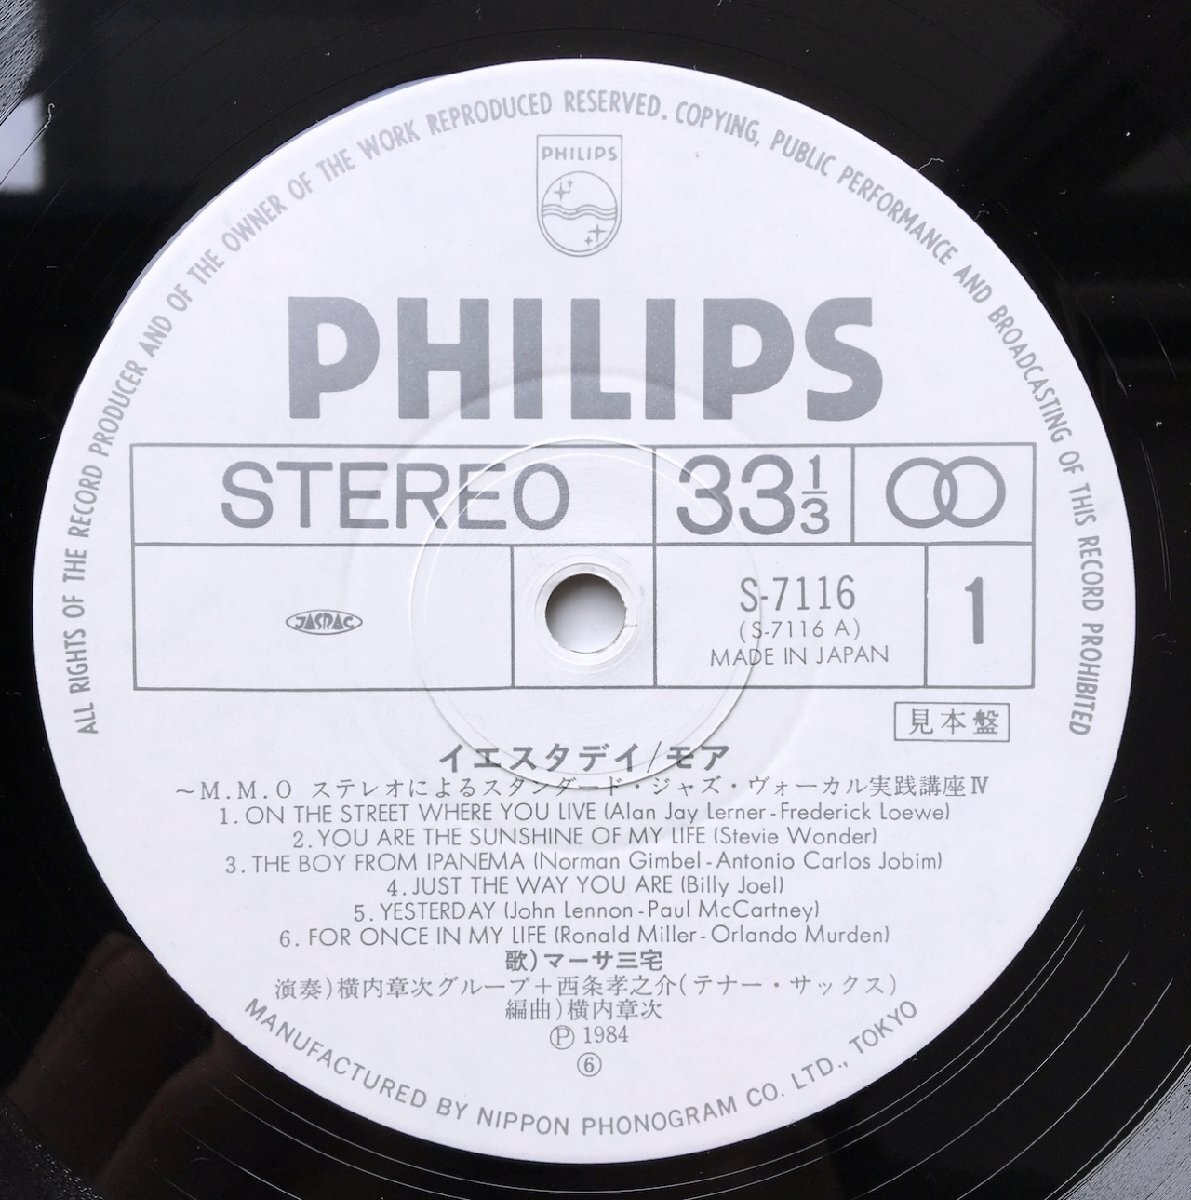 ALL RIGHTS OF THE RECORD PRODUCER AND OF THE OWNER OF THE WORK REPRODUCED RESERVED. COPYING, PUBLIC PERFORMANCE AND BROADCASTING OF THIS RECORD PROHIBITED
PHILIPS
PHILIPS
STEREO 33 1/3
JASRAC
S-7116
(S-7116 A)
MADE IN JAPAN
1
見本盤
イエスタデイ/モア
～M.M.O ステレオによるスタンダード・ジャズ・ヴォーカル実践講座Ⅳ
1. ON THE STREET WHERE YOU LIVE (Alan Jay Lerner-Frederick Loewe)
2. YOU ARE THE SUNSHINE OF MY LIFE (Stevie Wonder)
3. THE BOY FROM IPANEMA (Norman Gimbel-Antonio Carlos Jobim)
4. JUST THE WAY YOU ARE (Billy Joel)
5. YESTERDAY (John Lennon-Paul McCartney)
6. FOR ONCE IN MY LIFE (Ronald Miller-Orlando Murden)
歌)マーサ三宅
演奏)横内章次グループ+西条孝之介(テナー・サックス)
編曲)横内章次
Ⓟ 1984
⑥
MANUFACTURED BY NIPPON PHONOGRAM CO. LTD., TOKYO